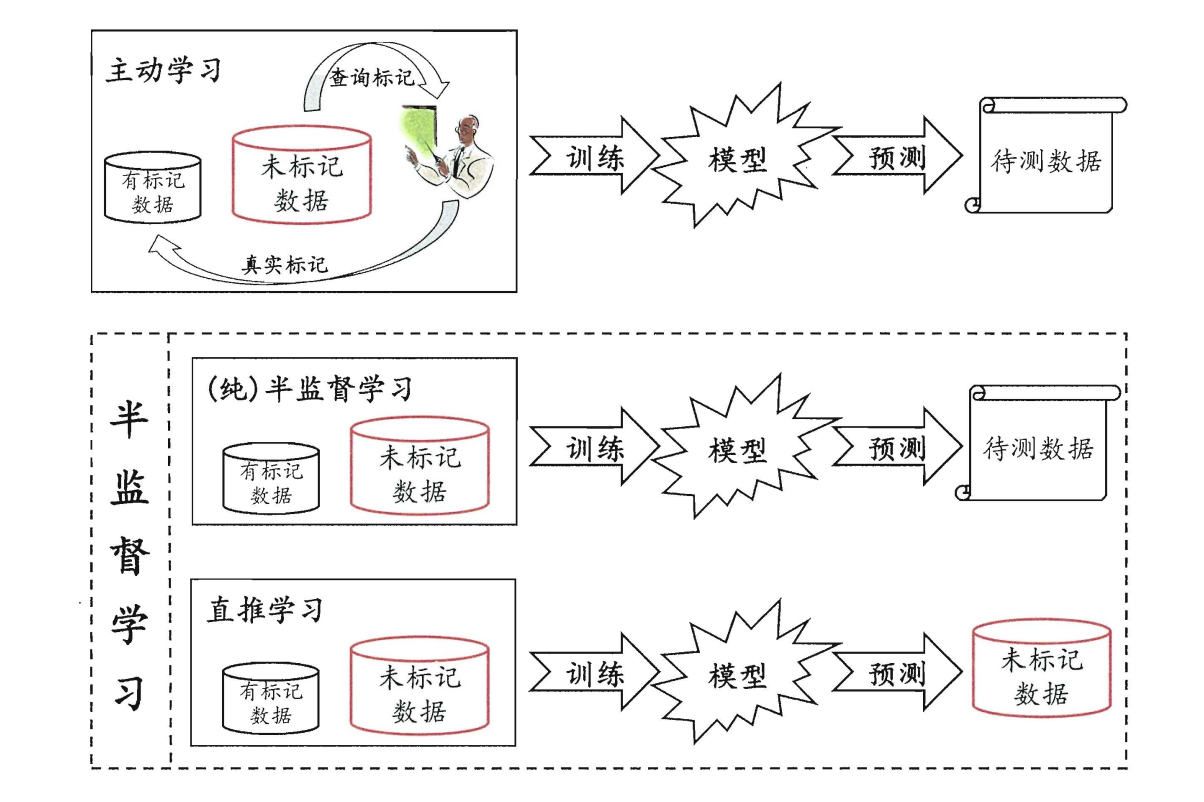 主动学习
查询标记
有标记
数据
未标记
数据
真实标记
训练
模型
预测
待测数据
半
监
督
学
习
(纯)半监督学习
有标记
数据
未标记
数据
训练
模型
预测
待测数据
直推学习
有标记
数据
未标记
数据
训练
模型
预测
未标记
数据